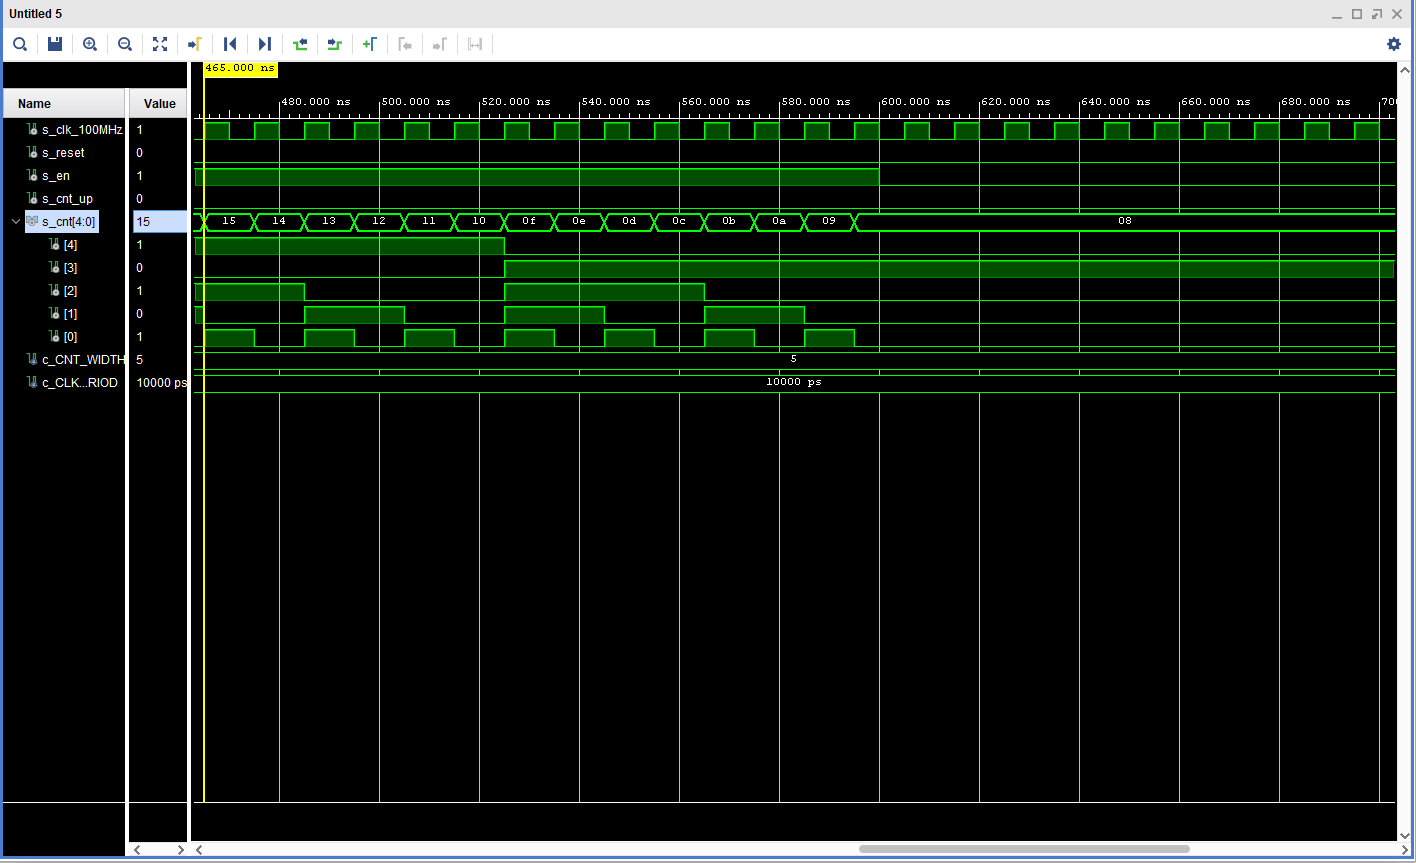 Untitled 5
465.000 ns
480.000 ns 500.000 ns 520.000 ns 540.000 ns 560.000 ns 580.000 ns 600.000 ns 620.000 ns 640.000 ns 660.000 ns 680.000 ns 700
Name Value
s_clk_100MHz 1
s_reset 0
s_en 1
s_cnt_up 0
s_cnt[4:0] 15 15 14 13 12 11 10 0f 0e 0d 0c 0b 0a 09 08
[4] 1
[3] 0
[2] 1
[1] 0
[0] 1
c_CNT_WIDTH 5 5
c_CLK...RIOD 10000 ps 10000 ps